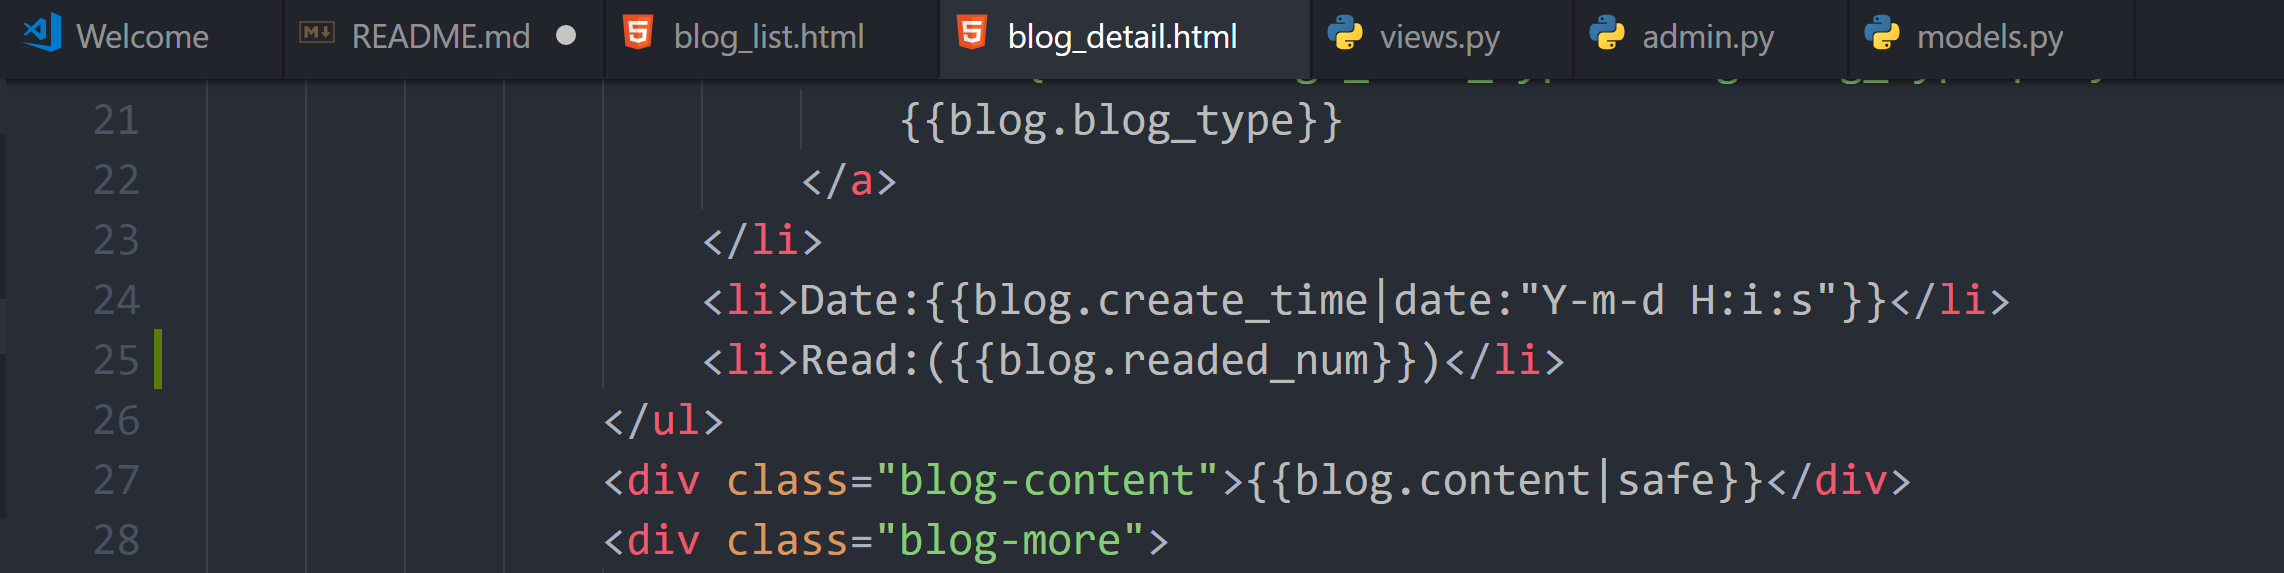 Welcome README.md blog_list.html blog_detail.html views.py admin.py models.py
21 {{blog.blog_type}}
22 </a>
23 </li>
24 <li>Date:{{blog.create_time|date:"Y-m-d H:i:s"}}</li>
25 <li>Read:({{blog.readed_num}})</li>
26 </ul>
27 <div class="blog-content">{{blog.content|safe}}</div>
28 <div class="blog-more">